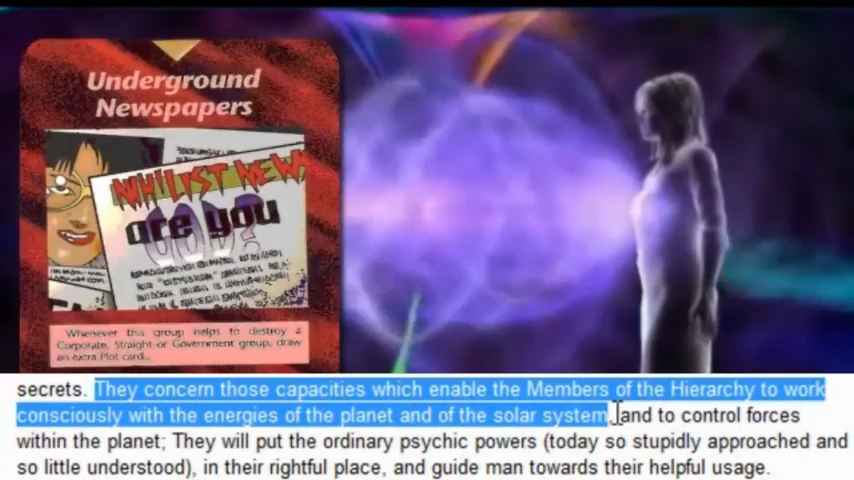 Underground
Newspapers
NIHILIST NEWS
are you
GOD?
Whenever this group helps to destroy a
Corporate, Straight or Government group, draw
an extra Plot card.
secrets. They concern those capacities which enable the Members of the Hierarchy to work
consciously with the energies of the planet and of the solar system, and to control forces
within the planet; They will put the ordinary psychic powers (today so stupidly approached and
so little understood), in their rightful place, and guide man towards their helpful usage.